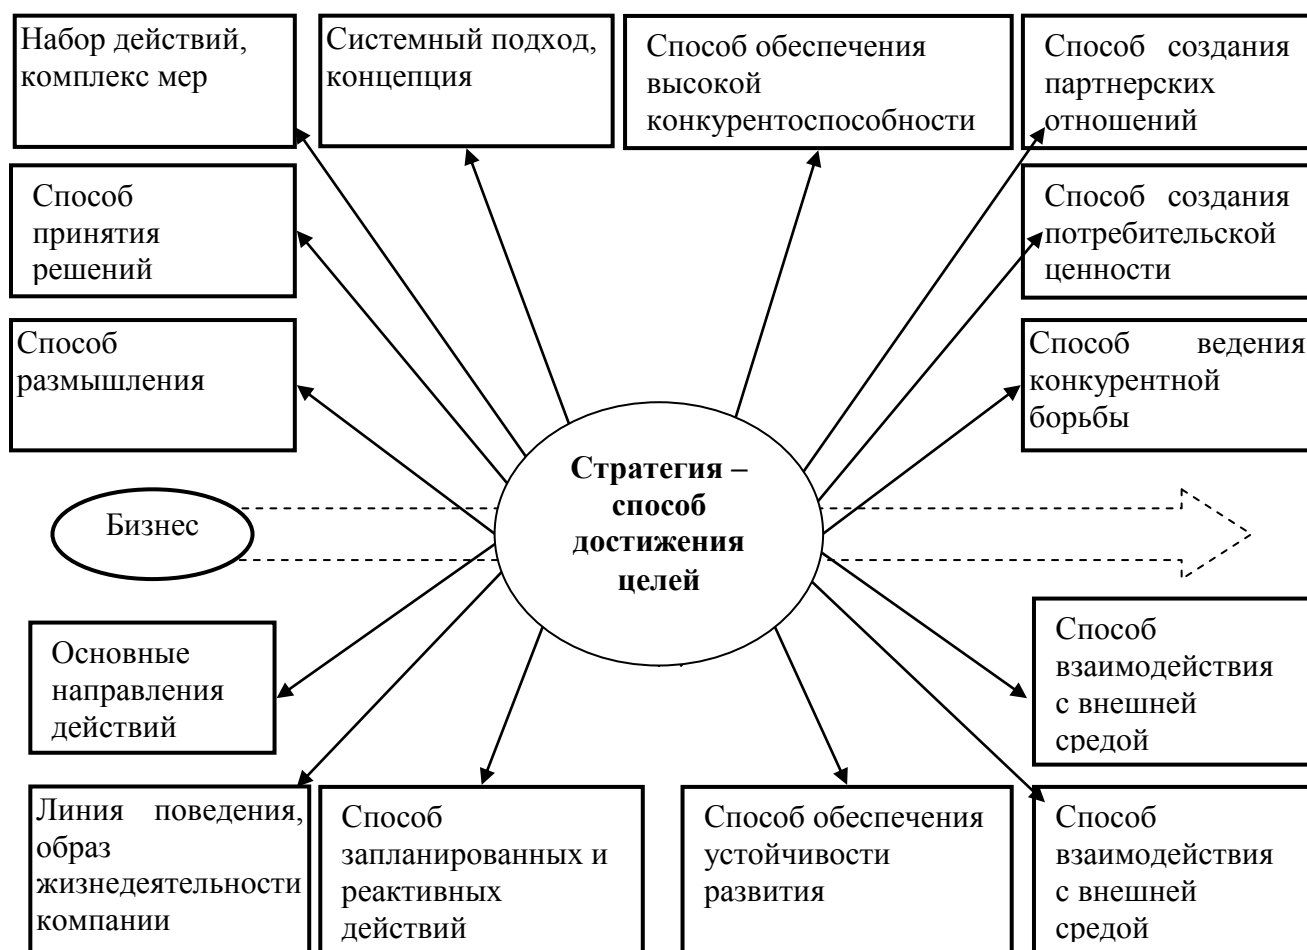 Набор действий,
комплекс мер
Системный подход,
концепция
Способ обеспечения
высокой
конкурентоспособности
Способ создания
партнерских
отношений
Способ
принятия
решений
Способ создания
потребительской
ценности
Способ
размышления
Способ ведения
конкурентной
борьбы
Стратегия –
способ
достижения
целей
Бизнес
Основные
направления
действий
Способ
взаимодействия
с внешней
средой
Линия поведения,
образ
жизнедеятельности
компании
Способ
запланированных и
реактивных
действий
Способ обеспечения
устойчивости
развития
Способ
взаимодействия
с внешней
средой